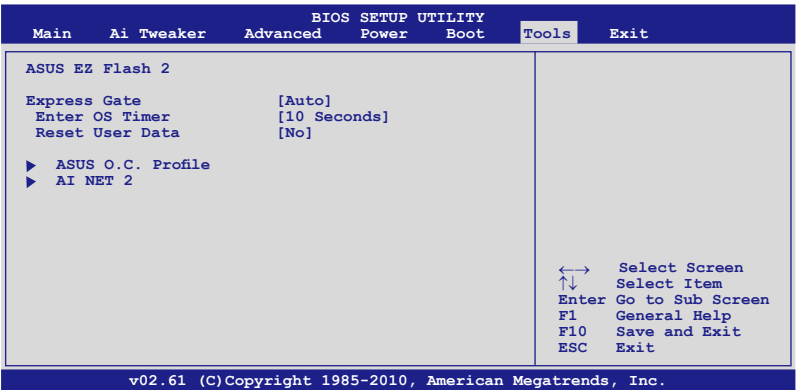 BIOS SETUP UTILITY
Main Ai Tweaker Advanced Power Boot Tools Exit
ASUS EZ Flash 2
Express Gate [Auto]
Enter OS Timer [10 Seconds]
Reset User Data [No]
▶ ASUS O.C. Profile
▶ AI NET 2
←→ Select Screen
↑↓ Select Item
Enter Go to Sub Screen
F1 General Help
F10 Save and Exit
ESC Exit
v02.61 (C)Copyright 1985-2010, American Megatrends, Inc.